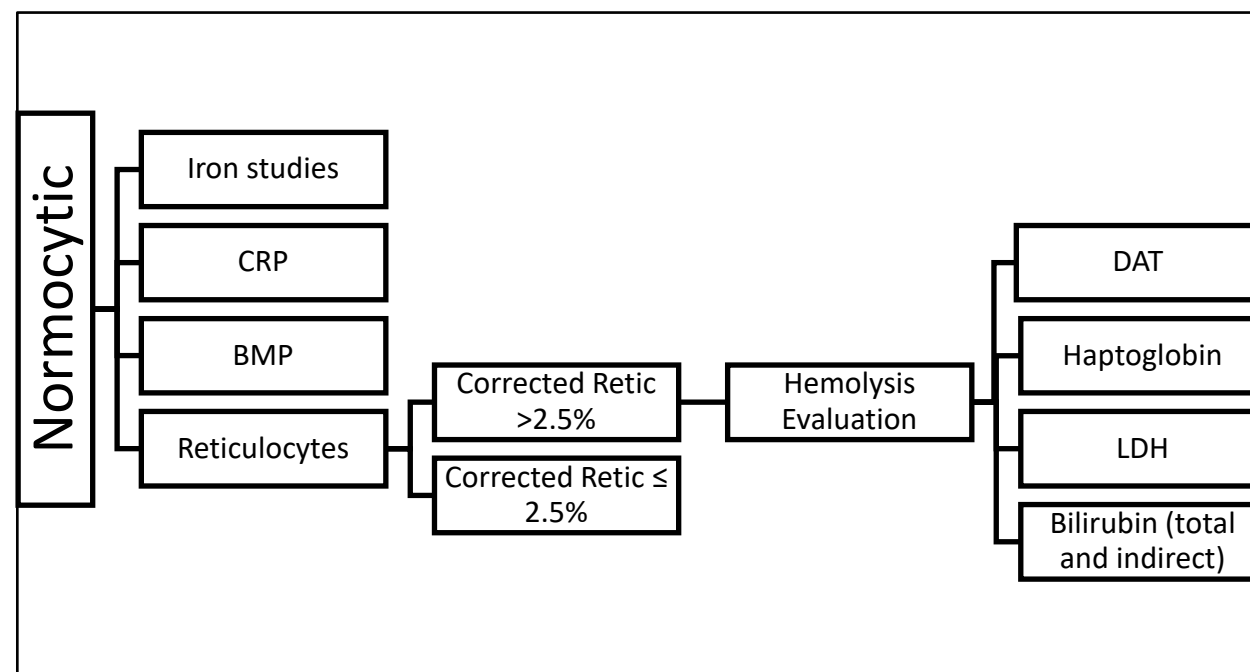 Normocytic
Iron studies
CRP
BMP
Reticulocytes
Corrected Retic
>2.5%
Corrected Retic ≤
2.5%
Hemolysis
Evaluation
DAT
Haptoglobin
LDH
Bilirubin (total
and indirect)